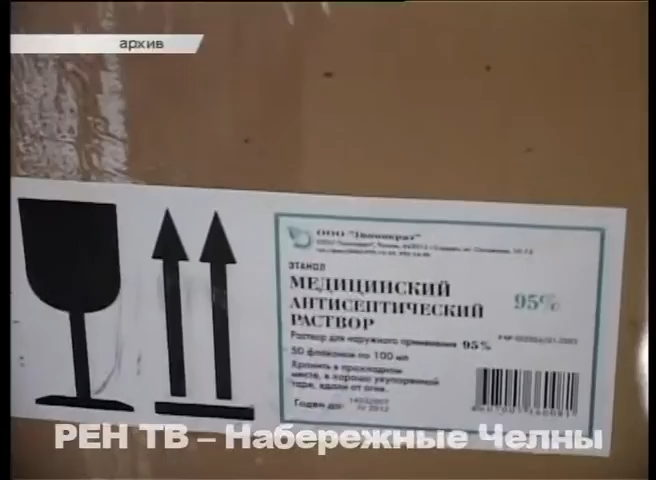 архив
ООО
ЭТАНОЛ
МЕДИЦИНСКИЙ
АНТИСЕПТИЧЕСКИЙ
РАСТВОР
95%
Раствор для наружного применения 95%
50 флаконов по 100 мл
Хранить в прохладном
месте, в хорошо укупоренной
таре, вдали от огня.
Годен до:
РЕН ТВ – Набережные Челны